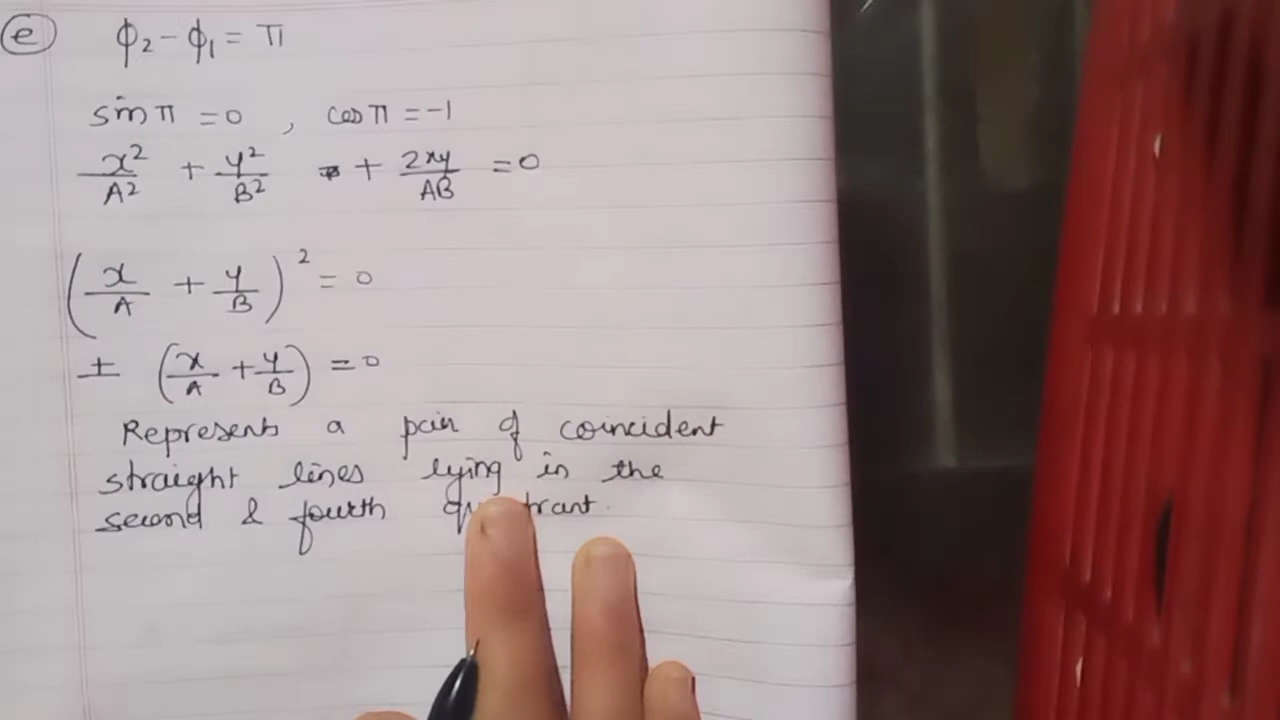 (e) ϕ₂ - ϕ₁ = π
sin π = 0 , cos π = -1
x²/A² + y²/B² + 2xy/AB = 0
(x/A + y/B)² = 0
± (x/A + y/B) = 0
Represents a pair of coincident
straight lines lying in the
second & fourth